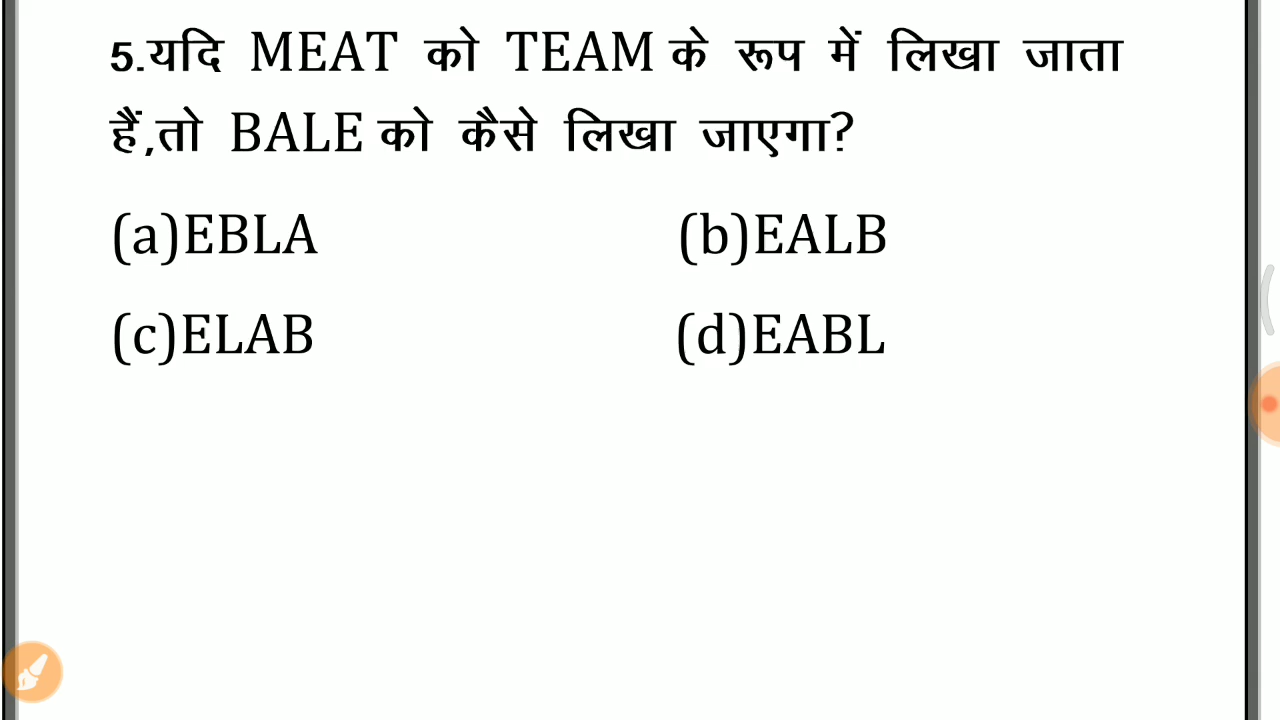 5.यदि MEAT को TEAM के रूप में लिखा जाता
हैं,तो BALE को कैसे लिखा जाएगा?
(a)EBLA (b)EALB
(c)ELAB (d)EABL